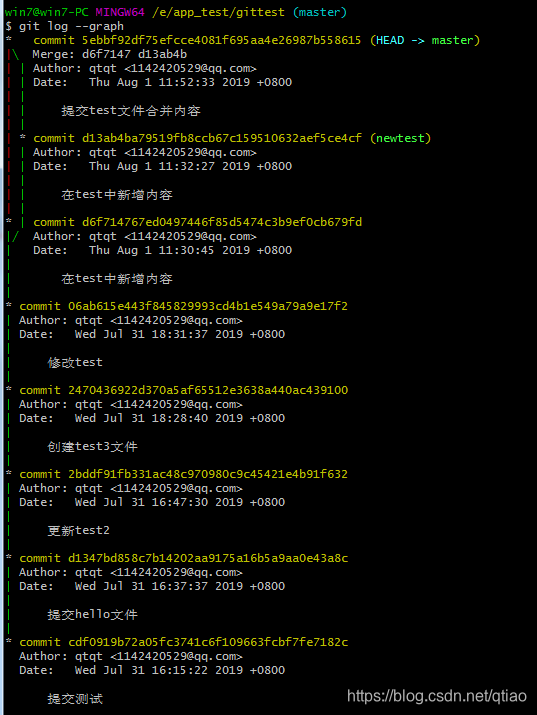 win7@win7-PC MINGW64 /e/app_test/gittest (master)
$ git log --graph
*   commit 5ebbf92df75efcce4081f695aa4e26987b558615 (HEAD -> master)
|\  Merge: d6f7147 d13ab4b
| | Author: qtqt <1142420529@qq.com>
| | Date:   Thu Aug 1 11:52:33 2019 +0800
| |
| |     提交test文件合并内容
| |
| * commit d13ab4ba79519fb8ccb67c159510632aef5ce4cf (newtest)
| | Author: qtqt <1142420529@qq.com>
| | Date:   Thu Aug 1 11:32:27 2019 +0800
| |
| |     在test中新增内容
| |
* | commit d6f714767ed0497446f85d5474c3b9ef0cb679fd
|/  Author: qtqt <1142420529@qq.com>
|   Date:   Thu Aug 1 11:30:45 2019 +0800
|
|       在test中新增内容
|
* commit 06ab615e443f845829993cd4b1e549a79a9e17f2
| Author: qtqt <1142420529@qq.com>
| Date:   Wed Jul 31 18:31:37 2019 +0800
|
|     修改test
|
* commit 2470436922d370a5af65512e3638a440ac439100
| Author: qtqt <1142420529@qq.com>
| Date:   Wed Jul 31 18:28:40 2019 +0800
|
|     创建test3文件
|
* commit 2bddf91fb331ac48c970980c9c45421e4b91f632
| Author: qtqt <1142420529@qq.com>
| Date:   Wed Jul 31 16:47:30 2019 +0800
|
|     更新test2
|
* commit d1347bd858c7b14202aa9175a16b5a9aa0e43a8c
| Author: qtqt <1142420529@qq.com>
| Date:   Wed Jul 31 16:37:37 2019 +0800
|
|     提交hello文件
|
* commit cdf0919b72a05fc3741c6f109663fcbf7fe7182c
  Author: qtqt <1142420529@qq.com>
  Date:   Wed Jul 31 16:15:22 2019 +0800

      提交测试
https://blog.csdn.net/qtiao